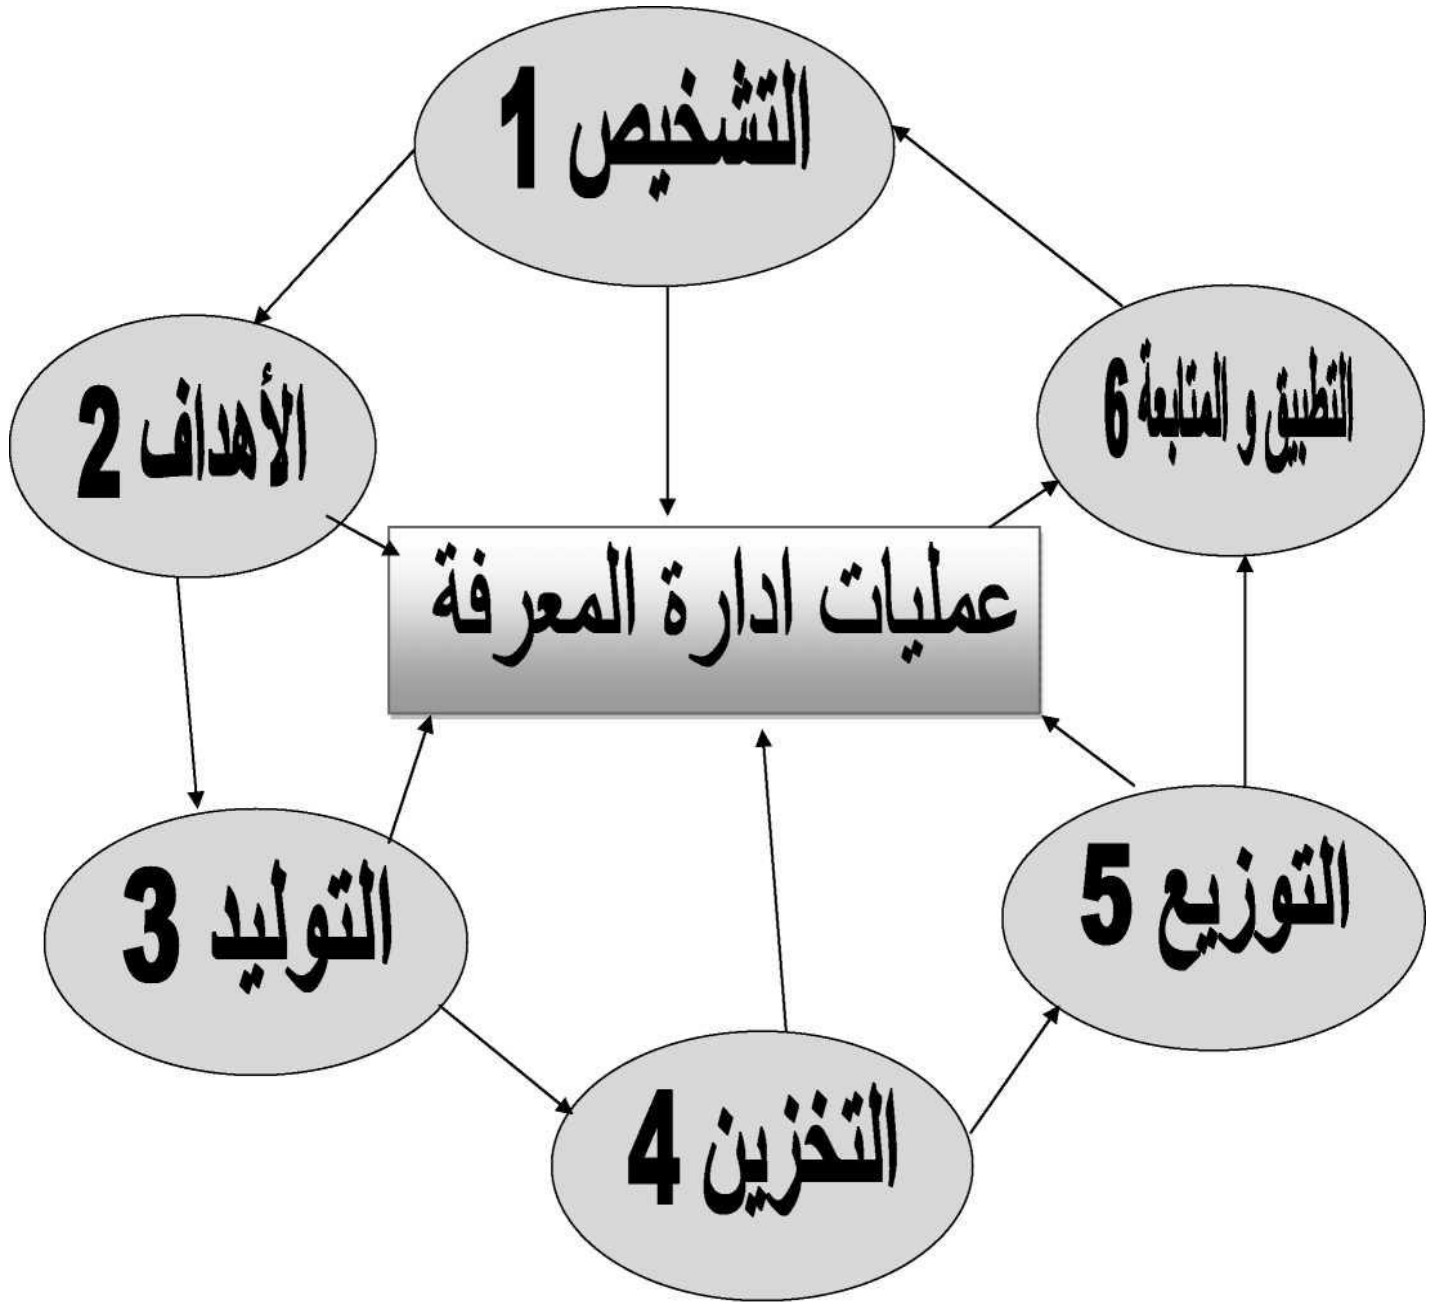 التشخيص 1
الأهداف 2
التوليد 3
التخزين 4
التوزيع 5
التطبيق و المتابعة 6
عمليات ادارة المعرفة